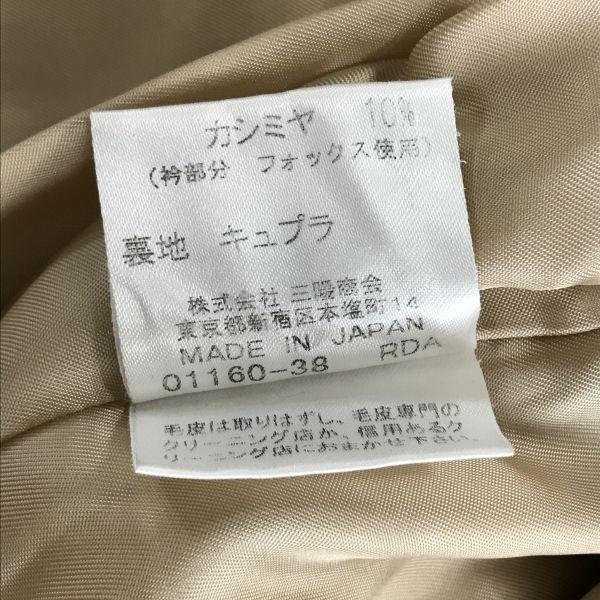 カシミヤ 10%
(衿部分 フォックス使用)
裏地 キュプラ
株式会社 三陽商会
東京都新宿区本塩町14
MADE IN JAPAN
01160-38 RDA
毛皮は取りはずし、毛皮専門の
クリーニング店か、信用あるク
リーニング店におまかせ下さい。